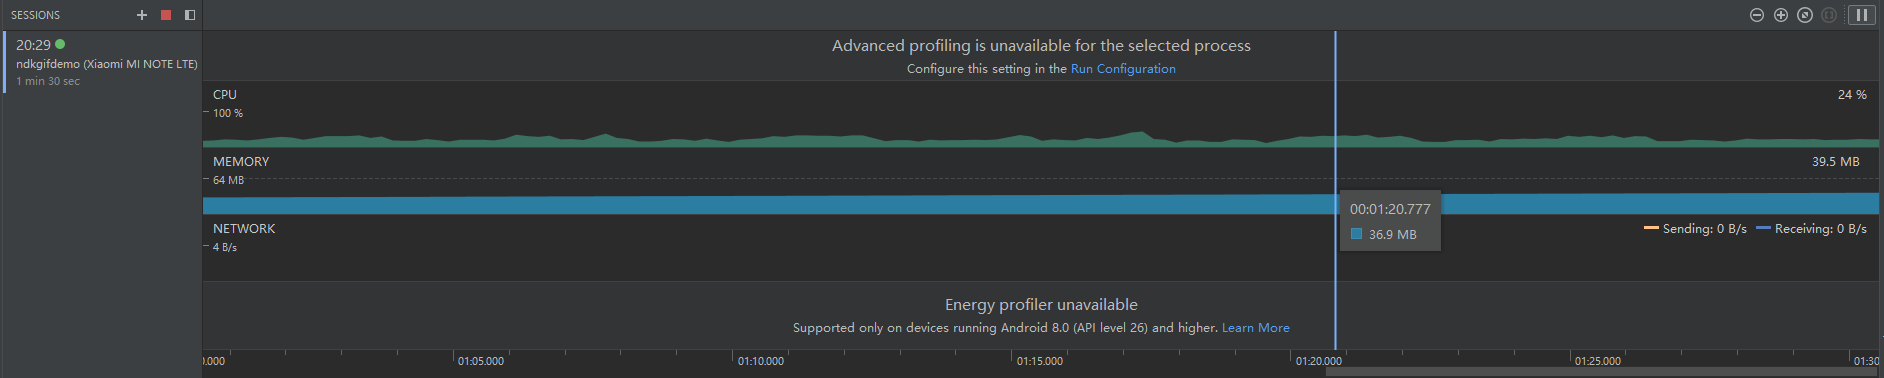 SESSIONS
20:29
ndkgifdemo (Xiaomi MI NOTE LTE)
1 min 30 sec
Advanced profiling is unavailable for the selected process
Configure this setting in the Run Configuration
CPU
24 %
100 %
MEMORY
39.5 MB
64 MB
00:01:20.777
36.9 MB
NETWORK
Sending: 0 B/s
Receiving: 0 B/s
4 B/s
Energy profiler unavailable
Supported only on devices running Android 8.0 (API level 26) and higher. Learn More
0.000 01:05.000 01:10.000 01:15.000 01:20.000 01:25.000 01:30